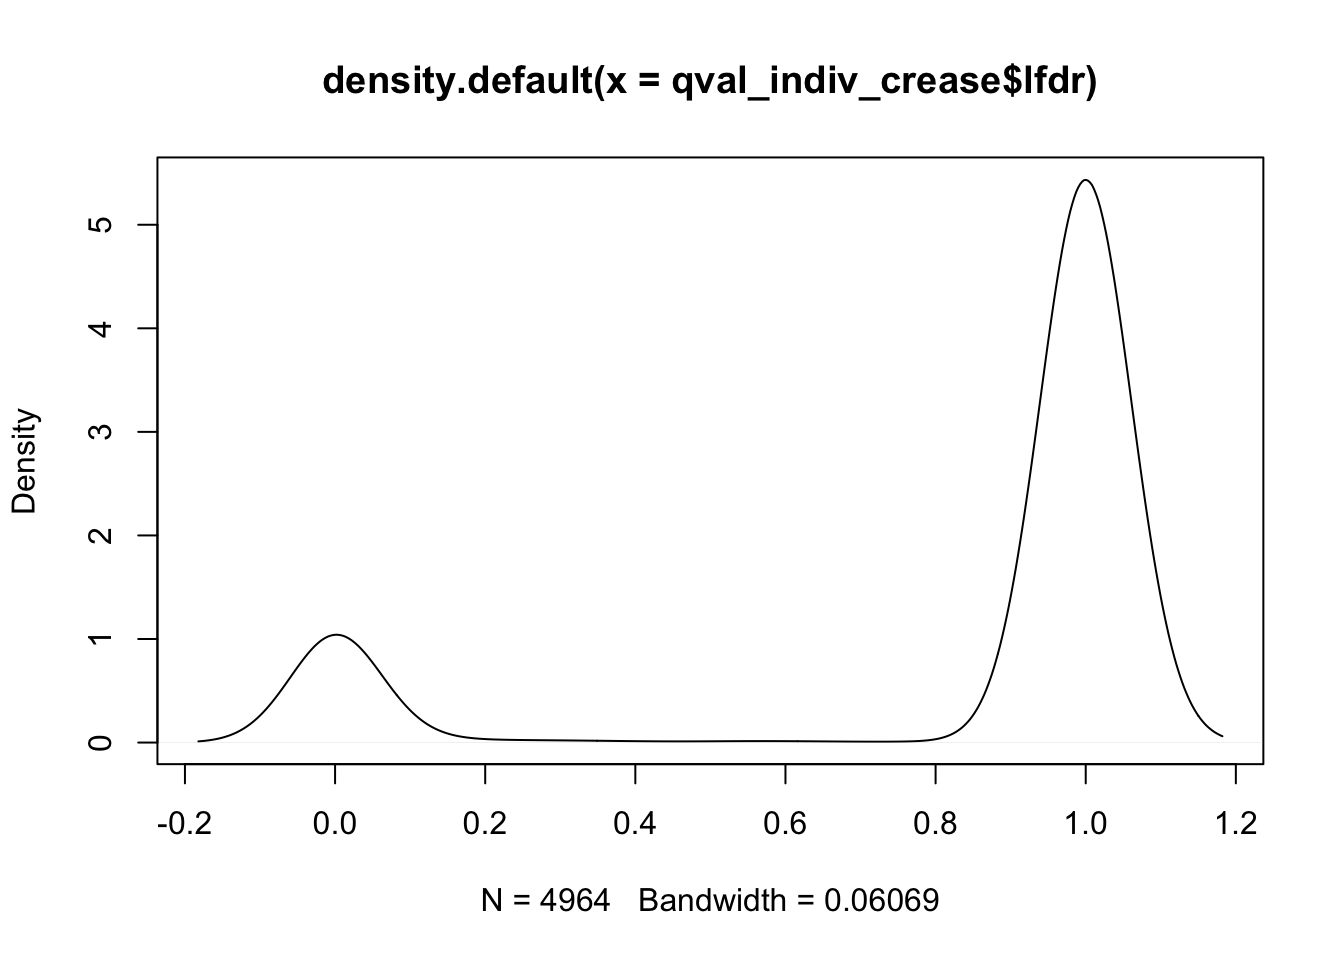 density.default(x = qval_indiv_crease$lfdr)
Density
5
4
3
2
1
0
-0.2 0.0 0.2 0.4 0.6 0.8 1.0 1.2
N = 4964 Bandwidth = 0.06069